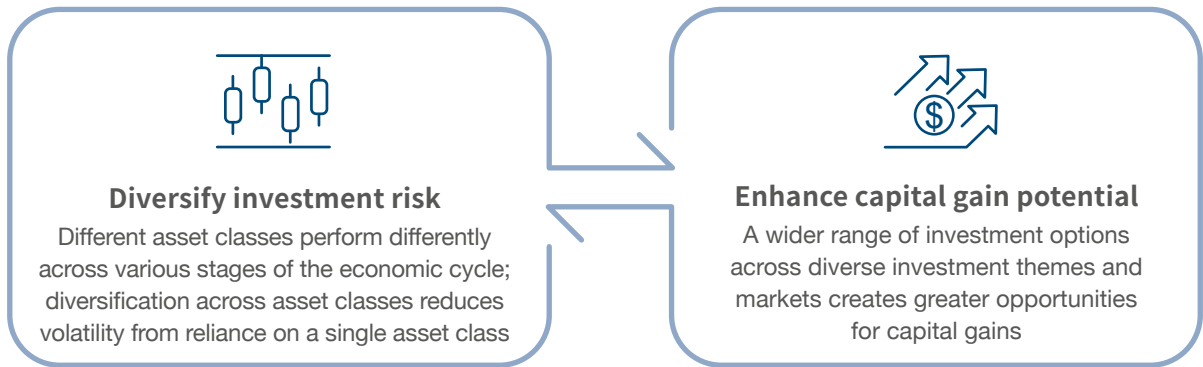 Diversify investment risk
Different asset classes perform differently
across various stages of the economic cycle;
diversification across asset classes reduces
volatility from reliance on a single asset class
$
Enhance capital gain potential
A wider range of investment options
across diverse investment themes and
markets creates greater opportunities
for capital gains